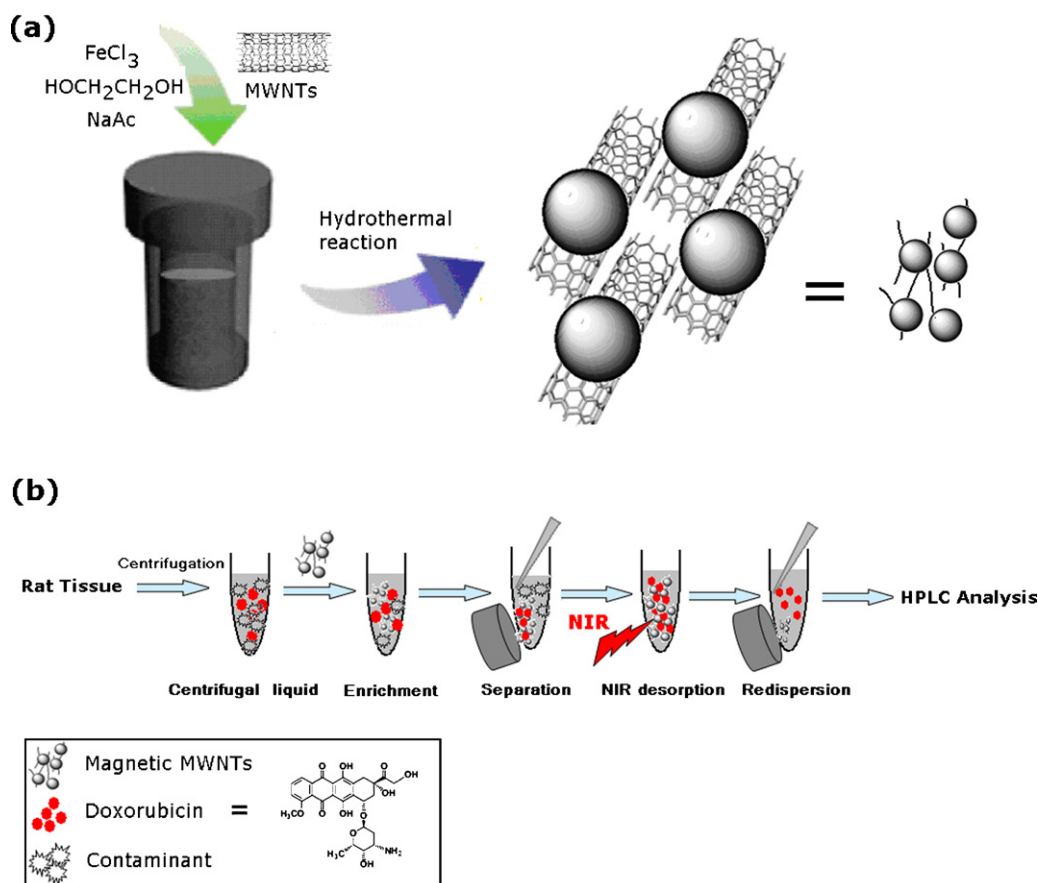 (a)
FeCl3
HOCH2CH2OH
NaAc
MWNTs
Hydrothermal
reaction
=
(b)
Rat Tissue
Centrifugation
NIR
HPLC Analysis
Centrifugal liquid
Enrichment
Separation
NIR desorption
Redispersion
Magnetic MWNTs
Doxorubicin =
Contaminant
O OH O
OH
OH
H3CO O OH O
O
H3C NH2
OH